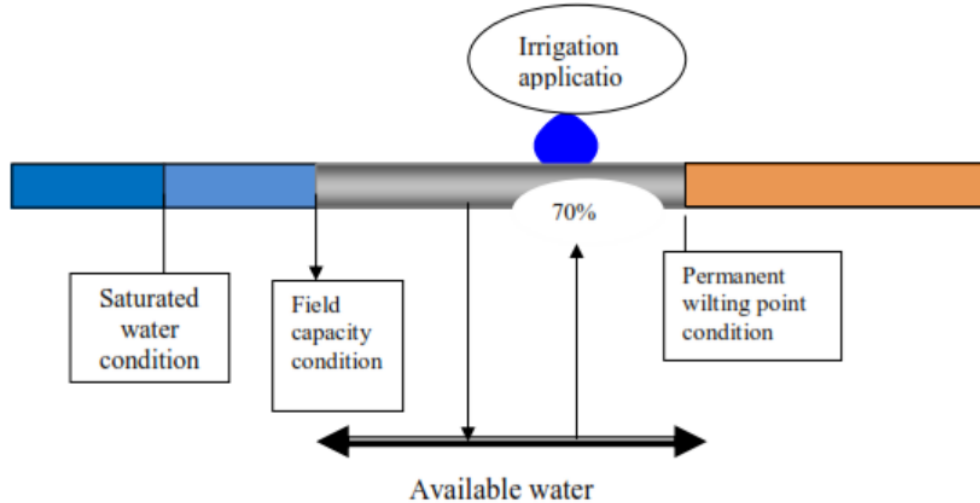 Irrigation
applicatio
70%
Saturated
water
condition
Field
capacity
condition
Permanent
wilting point
condition
Available water